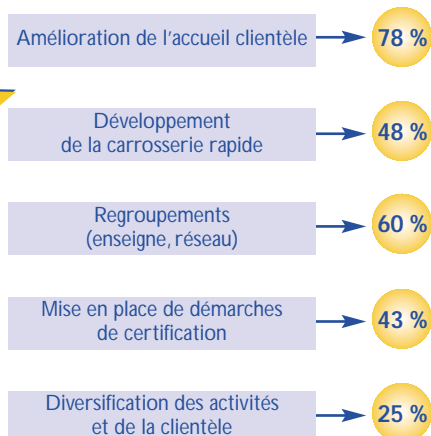 Amélioration de l'accueil clientèle 78 %
Développement
de la carrosserie rapide 48 %
Regroupements
(enseigne, réseau) 60 %
Mise en place de démarches
de certification 43 %
Diversification des activités
et de la clientèle 25 %